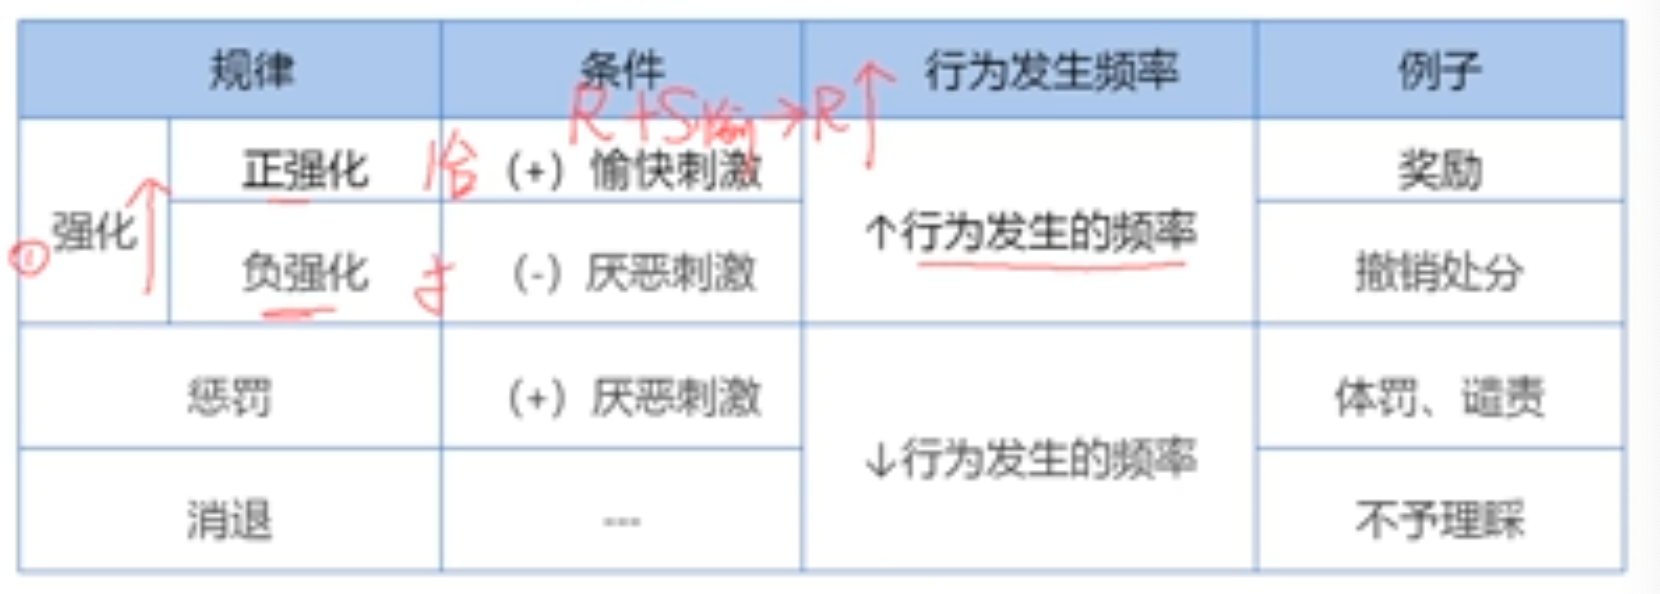 规律 条件 行为发生频率 例子
R+S → R↑
正强化 给 (+) 愉快刺激 奖励
强化 ↑行为发生的频率
① 负强化 (-) 厌恶刺激 撤销处分
惩罚 (+) 厌恶刺激 体罚、谴责
↓行为发生的频率
消退 --- 不予理睬